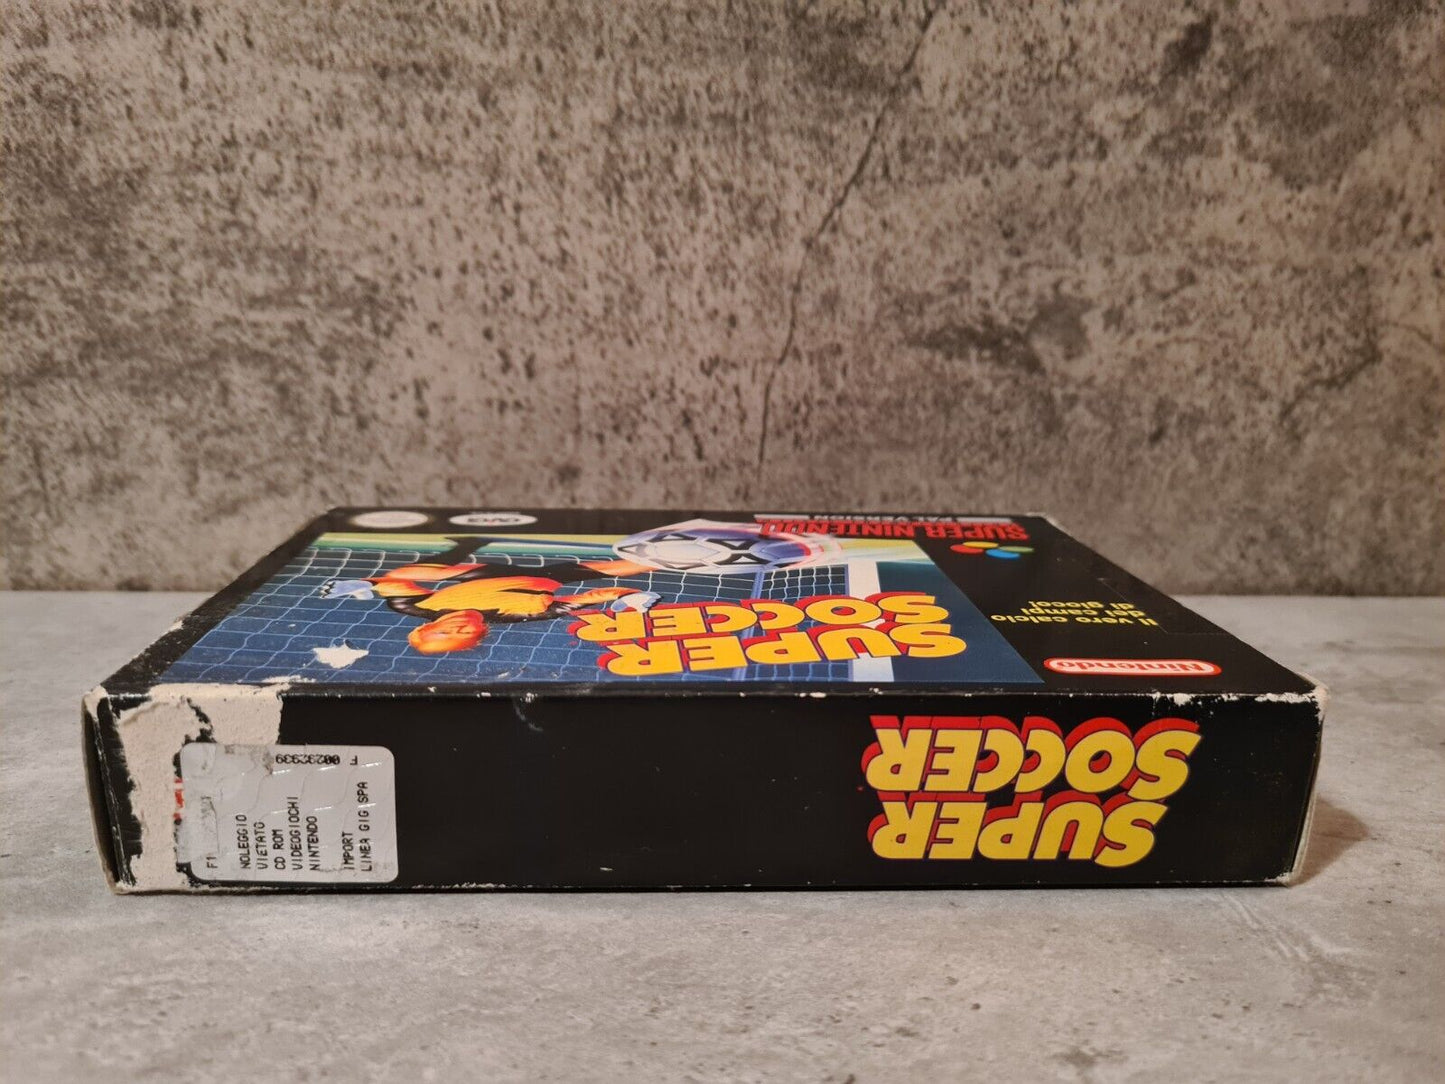 SUPER NINTENDO
PAL VERSION
Il vero calcio
dai campi
di gioco!
Nintendo
SUPER
SOCCER
SUPER
SOCCER
F 00232939
NOLEGGIO
VIETATO
CD ROM
VIDEOGIOCHI
NINTENDO
IMPORT
LINEA GIG SPA